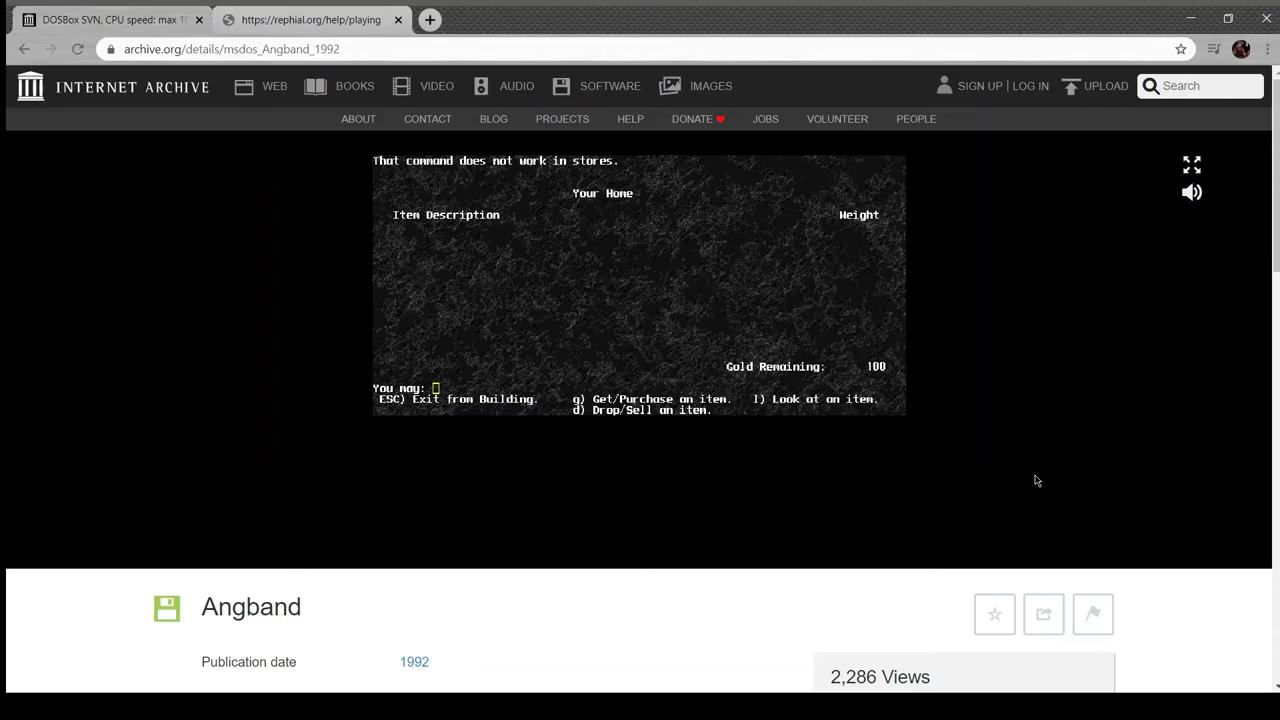 DOSBox SVN, CPU speed: max 1
https://rephial.org/help/playing
archive.org/details/msdos_Angband_1992
INTERNET ARCHIVE WEB BOOKS VIDEO AUDIO SOFTWARE IMAGES SIGN UP | LOG IN UPLOAD Search
ABOUT CONTACT BLOG PROJECTS HELP DONATE JOBS VOLUNTEER PEOPLE
That command does not work in stores.
Your Home
Item Description Weight
Gold Remaining: 100
You may:
ESC) Exit from Building. g) Get/Purchase an item. l) Look at an item.
d) Drop/Sell an item.
Angband
Publication date 1992
2,286 Views